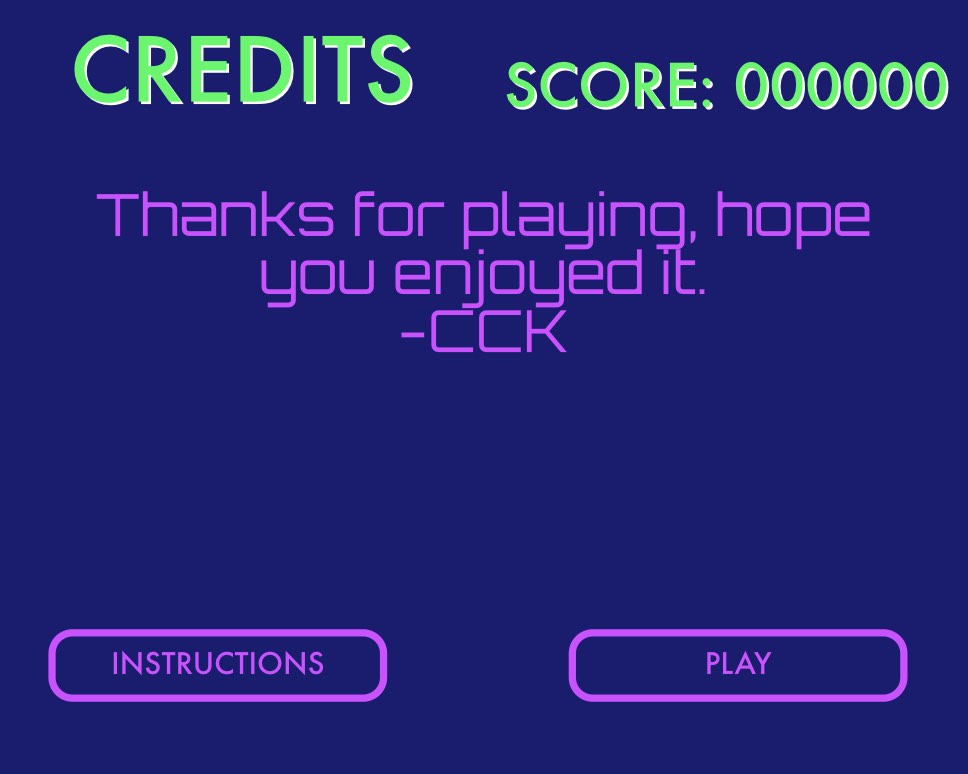 CREDITS
SCORE: 000000
Thanks for playing, hope
you enjoyed it.
-CCK
INSTRUCTIONS
PLAY